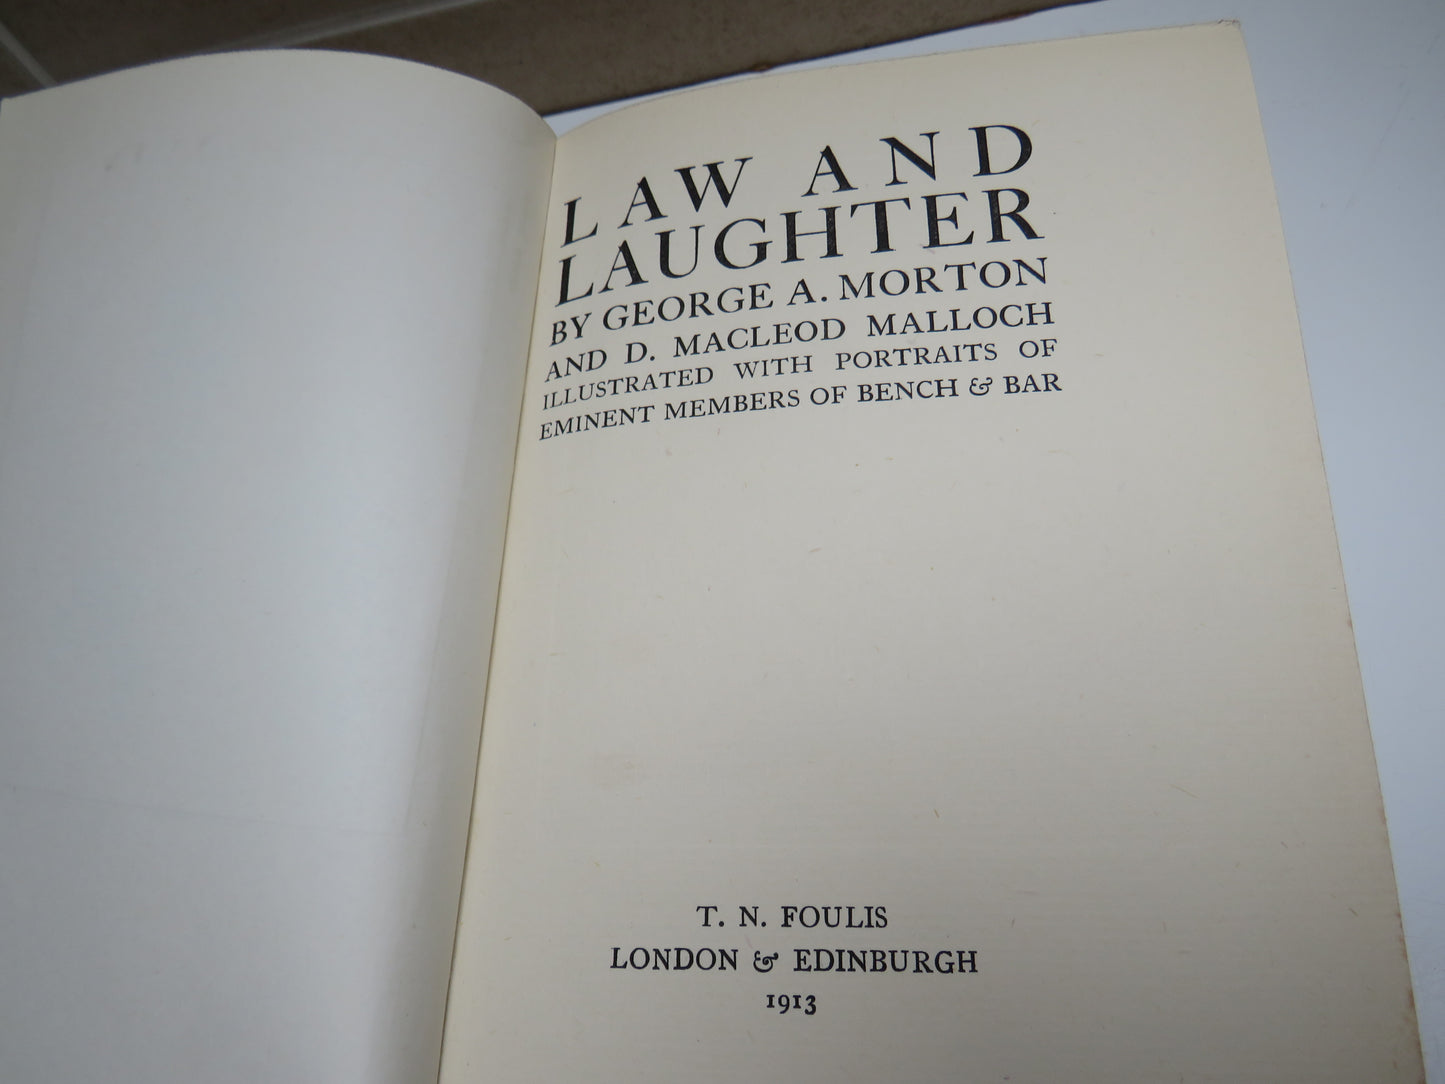 LAW AND
LAUGHTER
BY GEORGE A. MORTON
AND D. MACLEOD MALLOCH
ILLUSTRATED WITH PORTRAITS OF
EMINENT MEMBERS OF BENCH & BAR
T. N. FOULIS
LONDON & EDINBURGH
1913